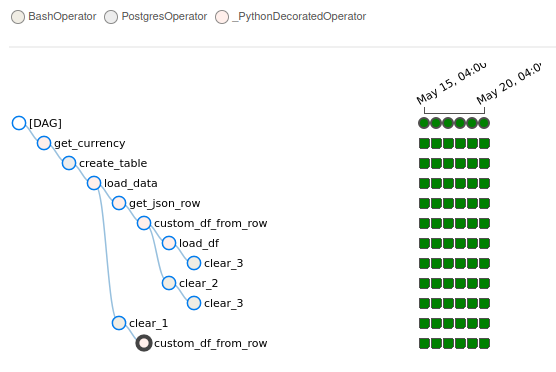 BashOperator PostgresOperator _PythonDecoratedOperator
May 15, 04:00 May 20, 04:0
[DAG]
get_currency
create_table
load_data
get_json_row
custom_df_from_row
load_df
clear_3
clear_2
clear_3
clear_1
custom_df_from_row